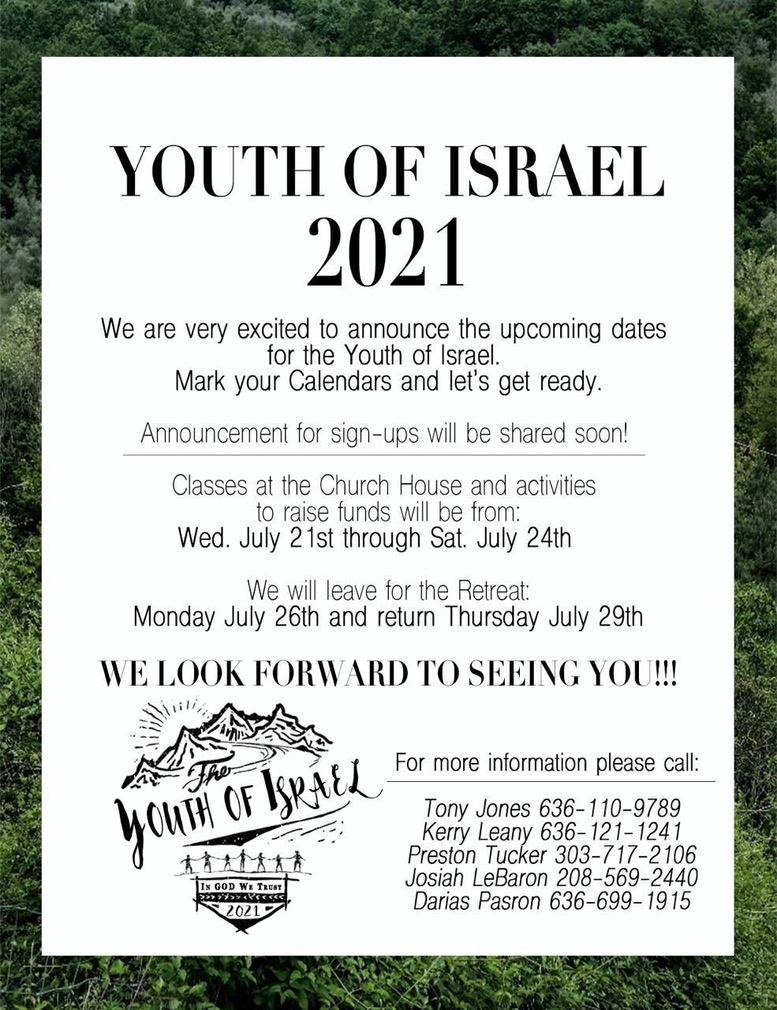 YOUTH OF ISRAEL
2021
We are very excited to announce the upcoming dates
for the Youth of Israel.
Mark your Calendars and let's get ready.
Announcement for sign-ups will be shared soon!
Classes at the Church House and activities
to raise funds will be from:
Wed. July 21st through Sat. July 24th
We will leave for the Retreat:
Monday July 26th and return Thursday July 29th
WE LOOK FORWARD TO SEEING YOU!!!
The
YOUTH OF ISRAEL
IN GOD WE TRUST
2021
For more information please call:
Tony Jones 636-110-9789
Kerry Leany 636-121-1241
Preston Tucker 303-717-2106
Josiah LeBaron 208-569-2440
Darias Pasron 636-699-1915